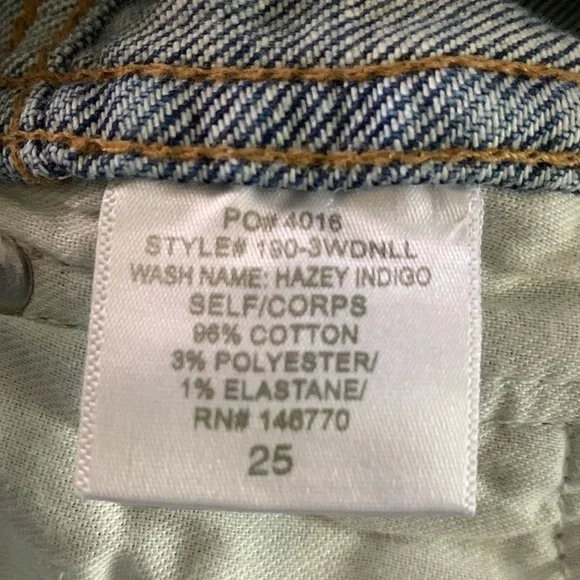 PO# 4016
STYLE# 190-3WDNLL
WASH NAME: HAZEY INDIGO
SELF/CORPS
96% COTTON
3% POLYESTER/
1% ELASTANE/
RN# 146770
25